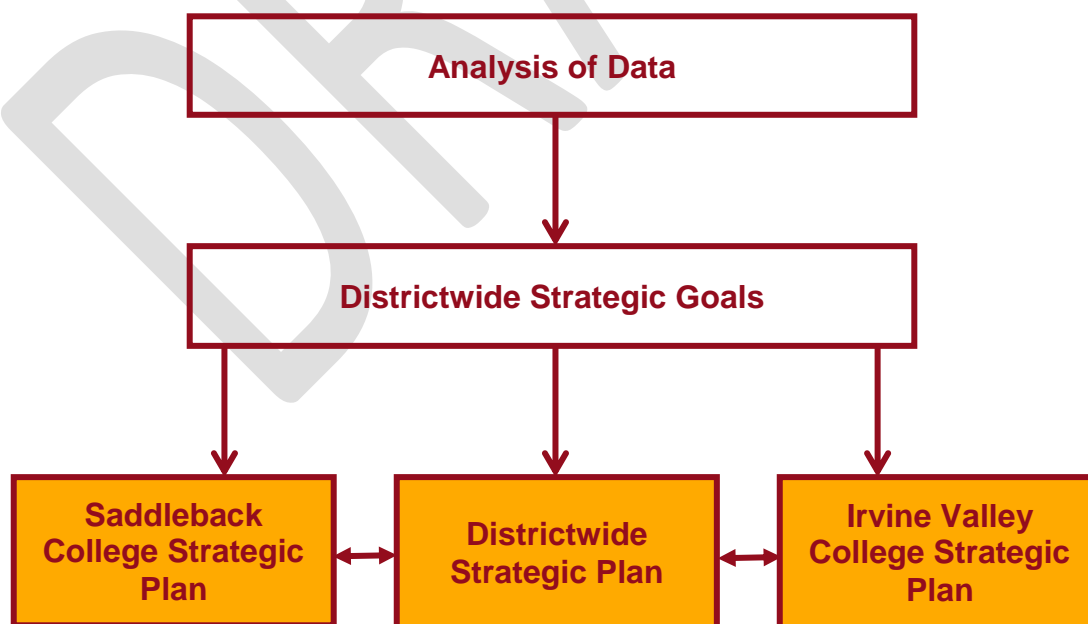 Analysis of Data
Districtwide Strategic Goals
Saddleback
College Strategic
Plan
Districtwide
Strategic Plan
Irvine Valley
College Strategic
Plan